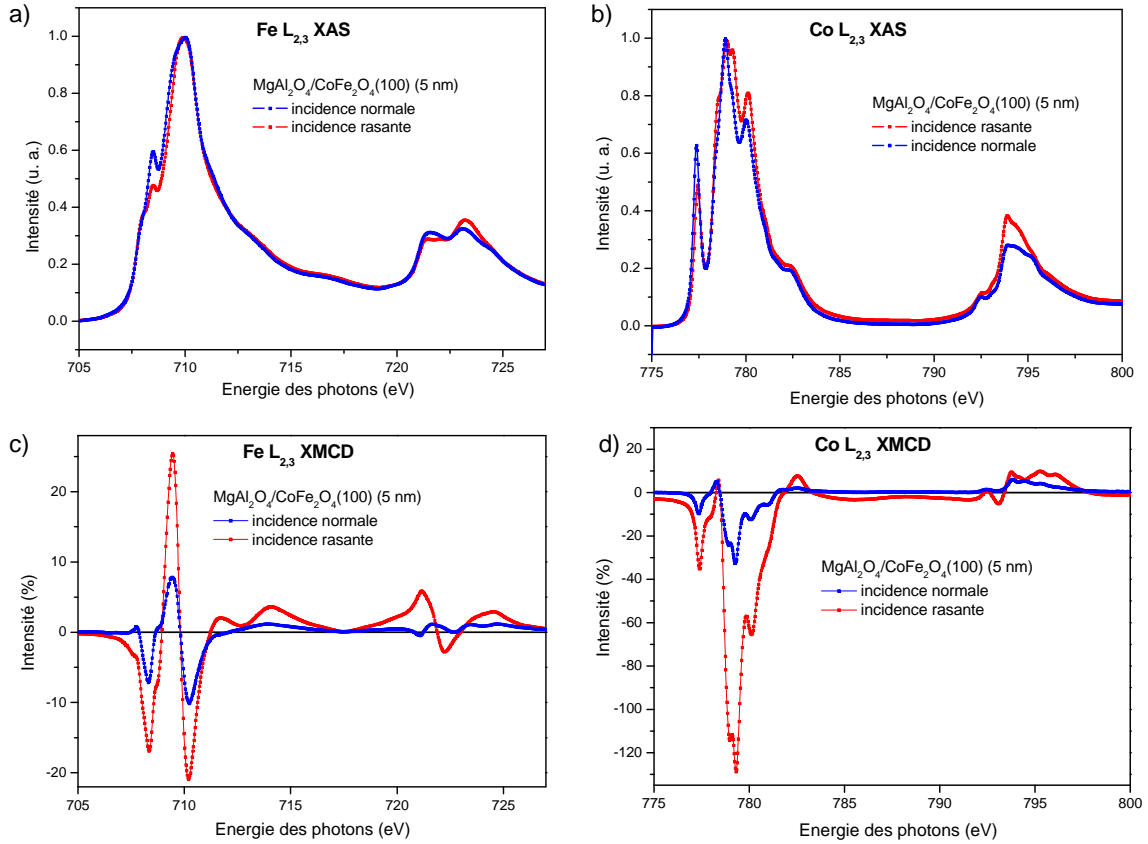 a)
Fe L2,3 XAS
MgAl2O4/CoFe2O4(100) (5 nm)
incidence normale
incidence rasante
Intensité (u. a.)
1.0
0.8
0.6
0.4
0.2
0.0
705 710 715 720 725
Energie des photons (eV)
b)
Co L2,3 XAS
MgAl2O4/CoFe2O4(100) (5 nm)
incidence rasante
incidence normale
Intensité (u. a.)
1.0
0.8
0.6
0.4
0.2
0.0
775 780 785 790 795 800
Energie des photons (eV)
c)
Fe L2,3 XMCD
MgAl2O4/CoFe2O4(100) (5 nm)
incidence normale
incidence rasante
Intensité (%)
20
10
0
-10
-20
705 710 715 720 725
Energie des photons (eV)
d)
Co L2,3 XMCD
MgAl2O4/CoFe2O4(100) (5 nm)
incidence normale
incidence rasante
Intensité (%)
20
10
0
-20
-40
-60
-80
-100
-120
775 780 785 790 795 800
Energie des photons (eV)